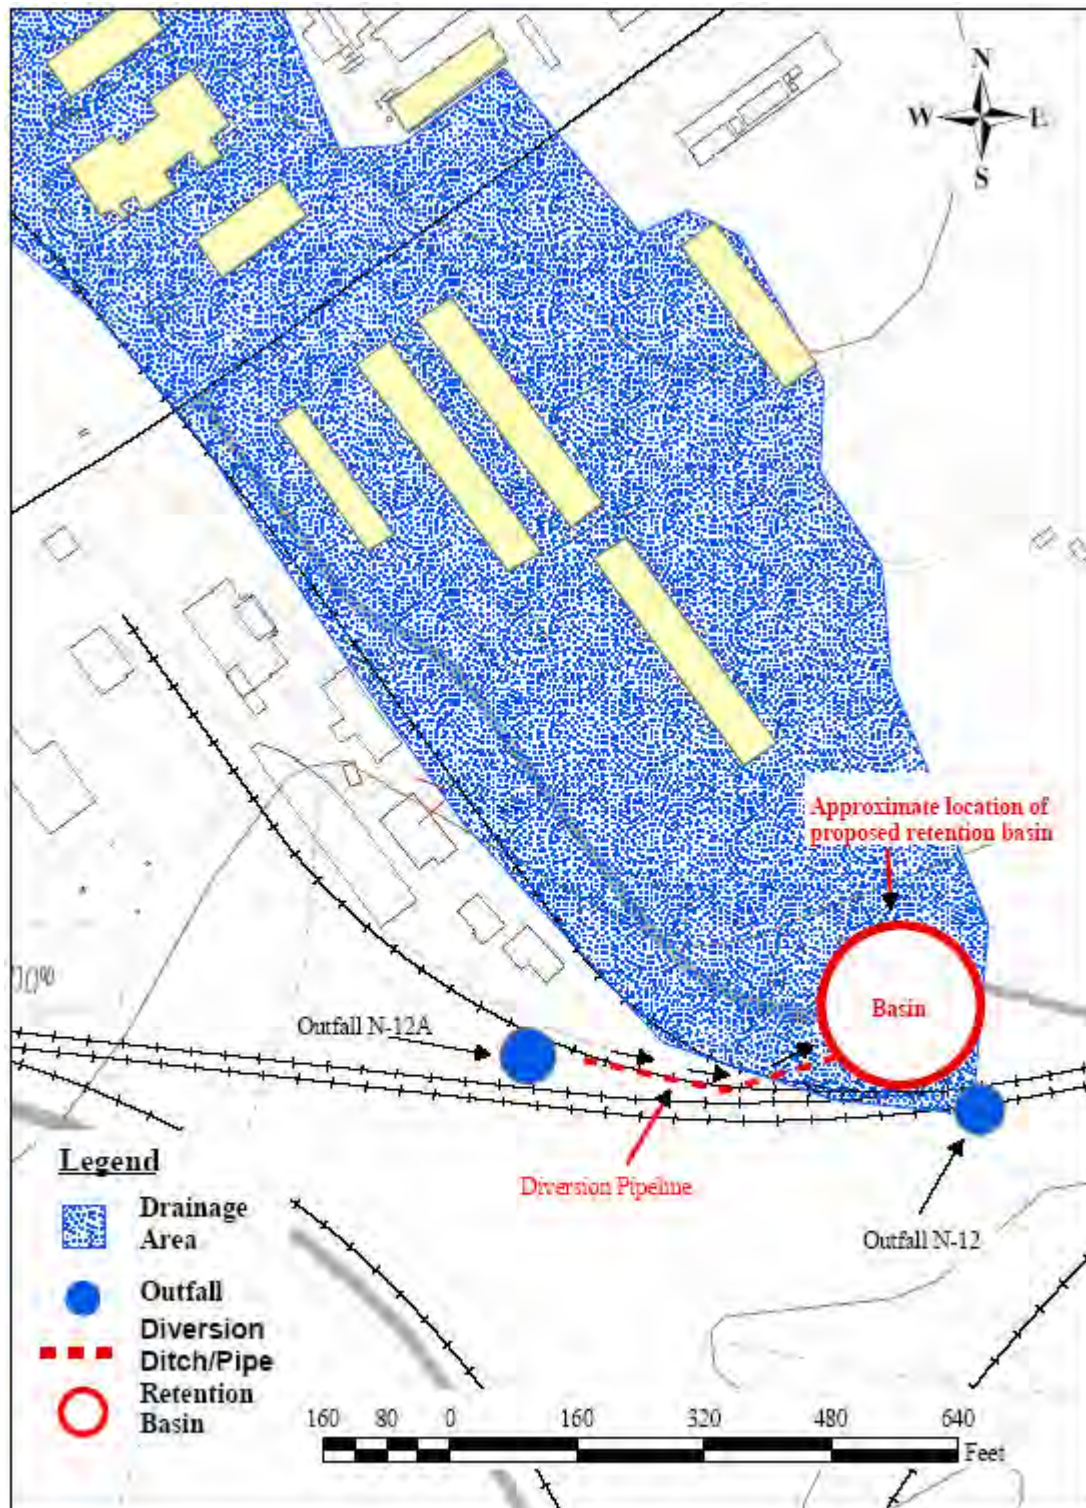 N
W E
S
Approximate location of
proposed retention basin
Basin
Outfall N-12A
Diversion Pipeline
Outfall N-12
Legend
Drainage
Area
Outfall
Diversion
Ditch/Pipe
Retention
Basin
160 80 0 160 320 480 640
Feet